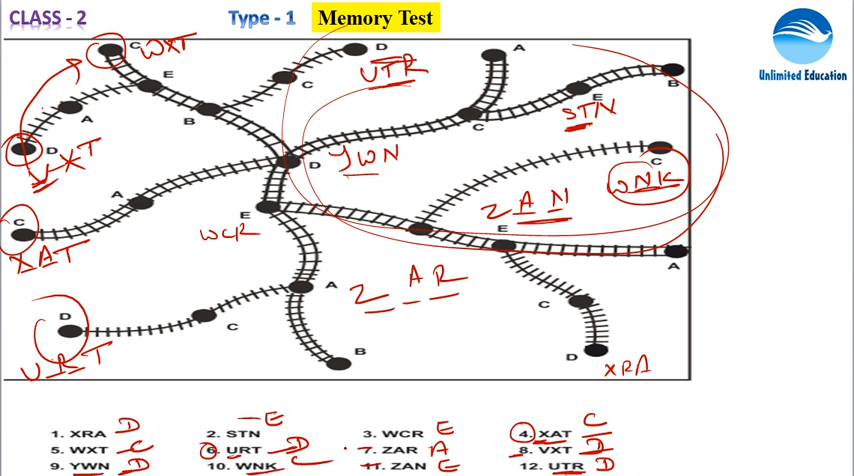 CLASS - 2
Type - 1
Memory Test
Unlimited Education
C WXT
D
UTR
A
E
C
B
A
B
C
E
STN
D
VXT
D
YWN
C
WNK
A
C
XAT
E
WCR
ZAN
E
A
A
ZAR
D
C
C
URT
B
D
XRA
1. XRA D
2. STN - E
3. WCR E
4. XAT C
5. WXT - C
6. URT - D
7. ZAR A
8. VXT D
9. YWN D
10. WNK C
11. ZAN E
12. UTR D